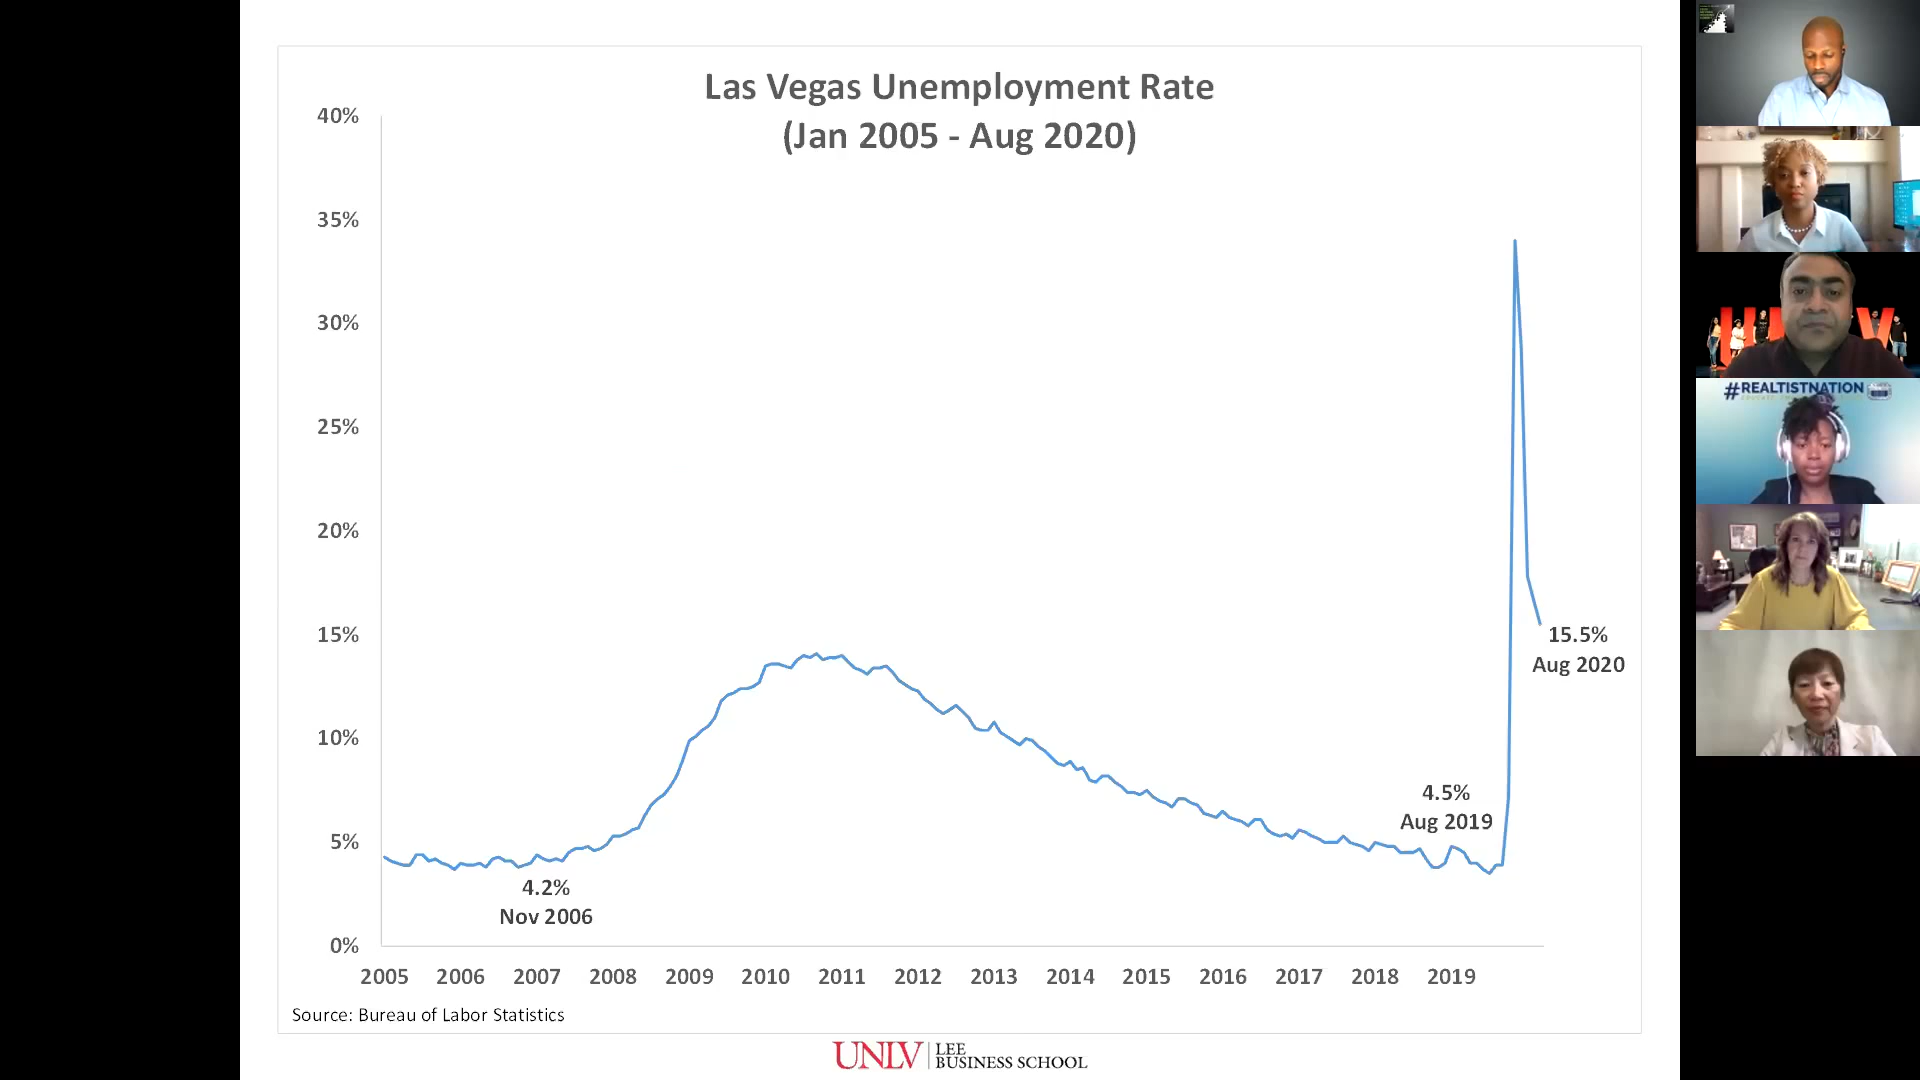 Las Vegas Unemployment Rate
(Jan 2005 - Aug 2020)
40%
35%
30%
25%
20%
15%
10%
5%
0%
15.5%
Aug 2020
4.5%
Aug 2019
4.2%
Nov 2006
2005 2006 2007 2008 2009 2010 2011 2012 2013 2014 2015 2016 2017 2018 2019
Source: Bureau of Labor Statistics
UNLV LEE
BUSINESS SCHOOL
#REALTISTNATION